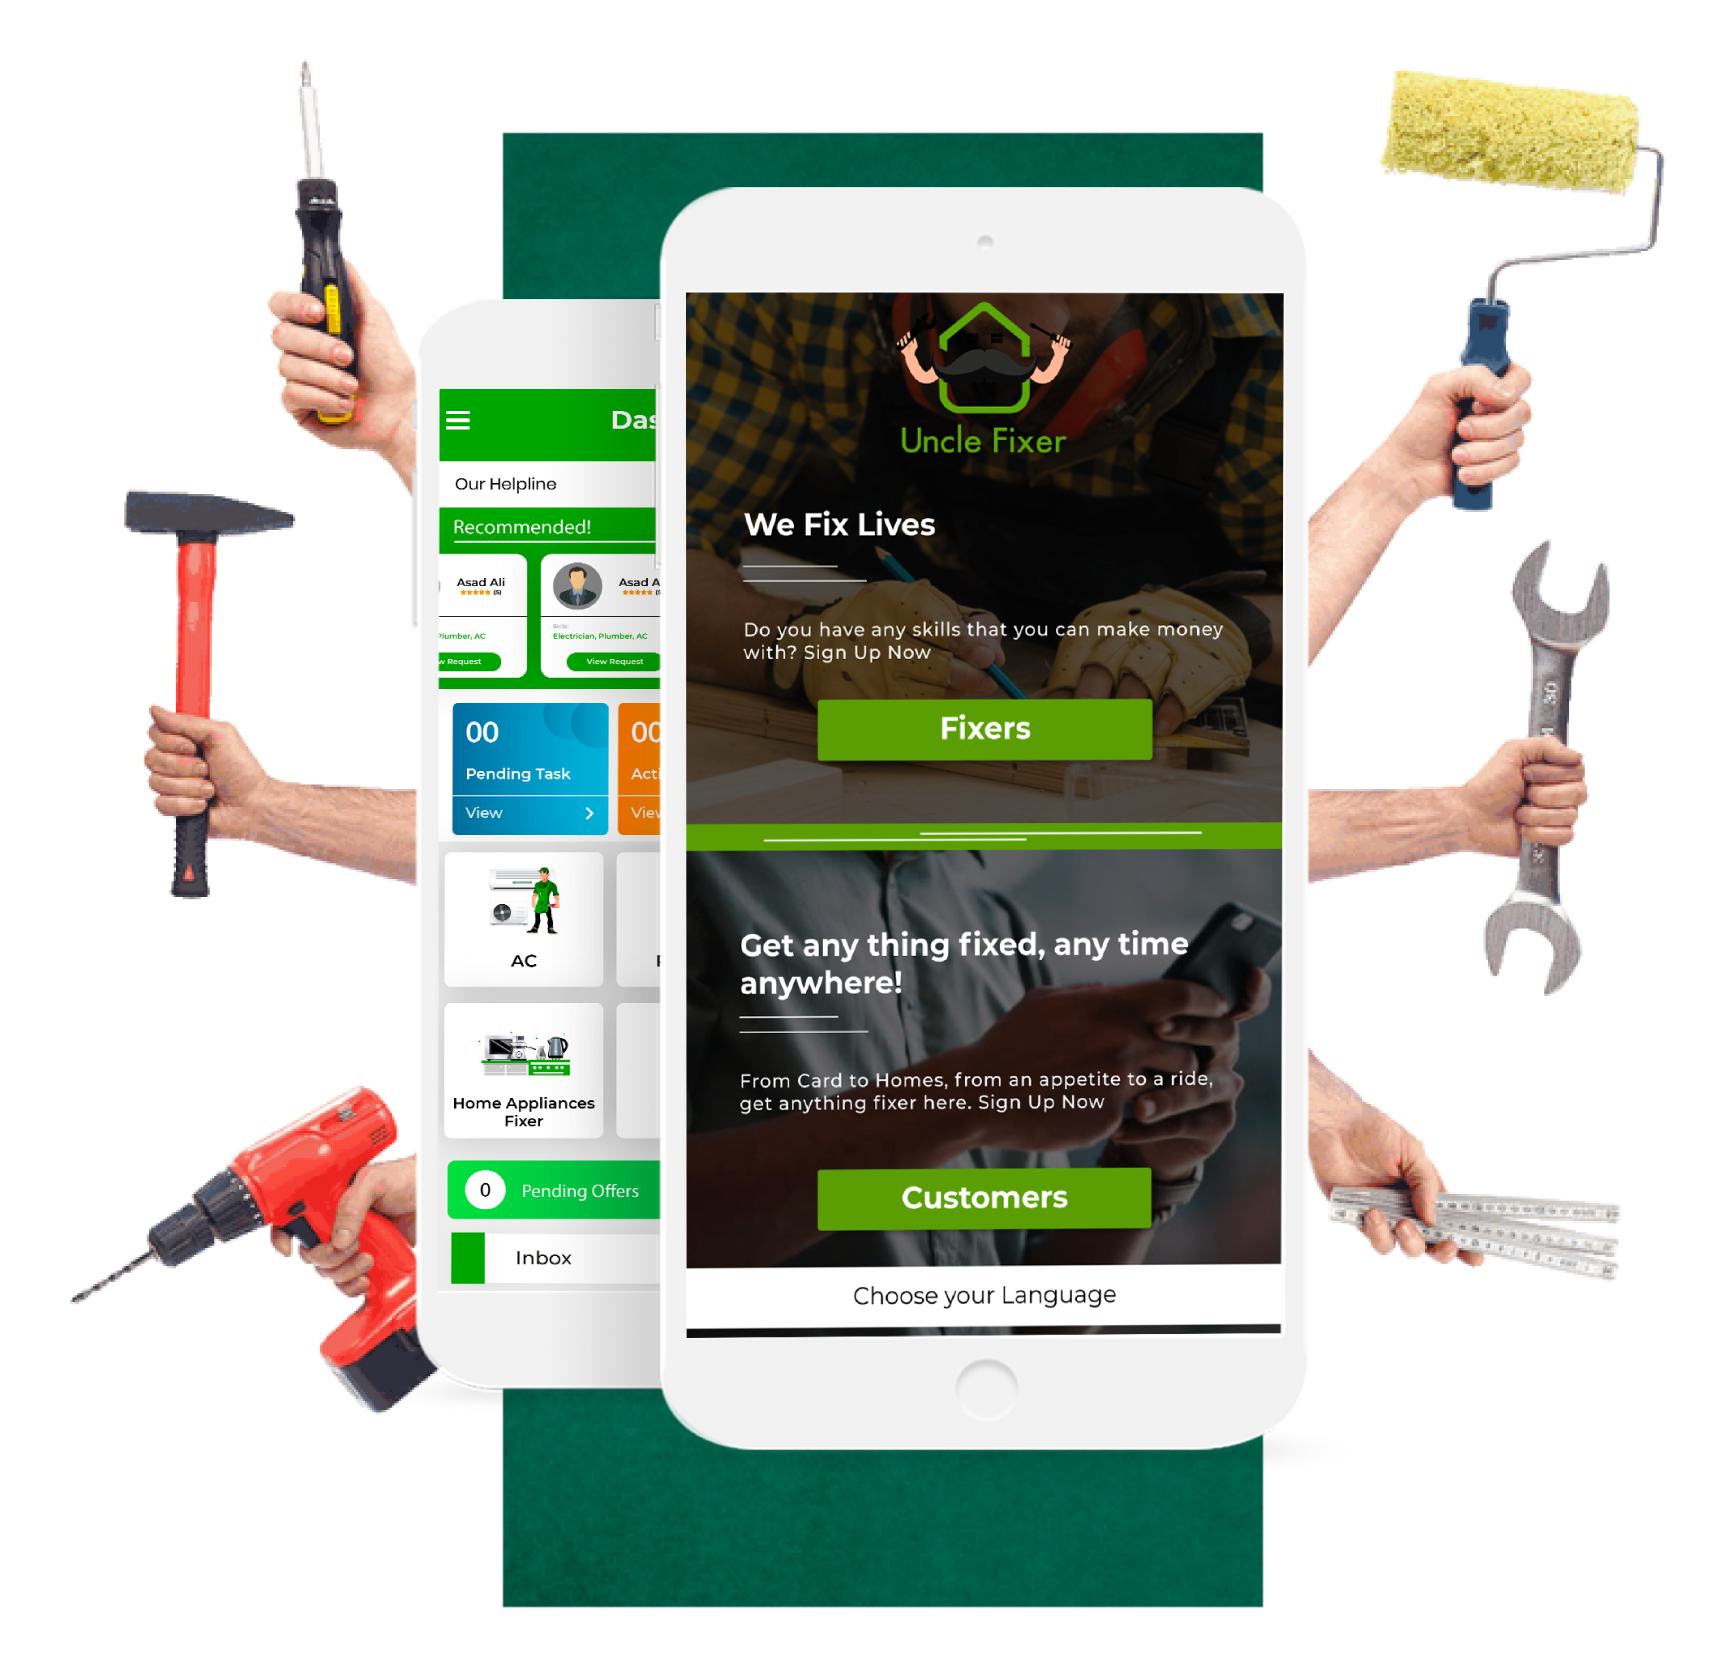 Our Helpline
Recommended!
Asad Ali
(5)
Plumber, AC
Request
Asad A
Skills:
Electrician, Plumber, AC
View Request
00
Pending Task
View
00
AC
Home Appliances
Fixer
0 Pending Offers
Inbox
Uncle Fixer
We Fix Lives
Do you have any skills that you can make money
with? Sign Up Now
Fixers
Get any thing fixed, any time
anywhere!
From Card to Homes, from an appetite to a ride,
get anything fixer here. Sign Up Now
Customers
Choose your Language
30